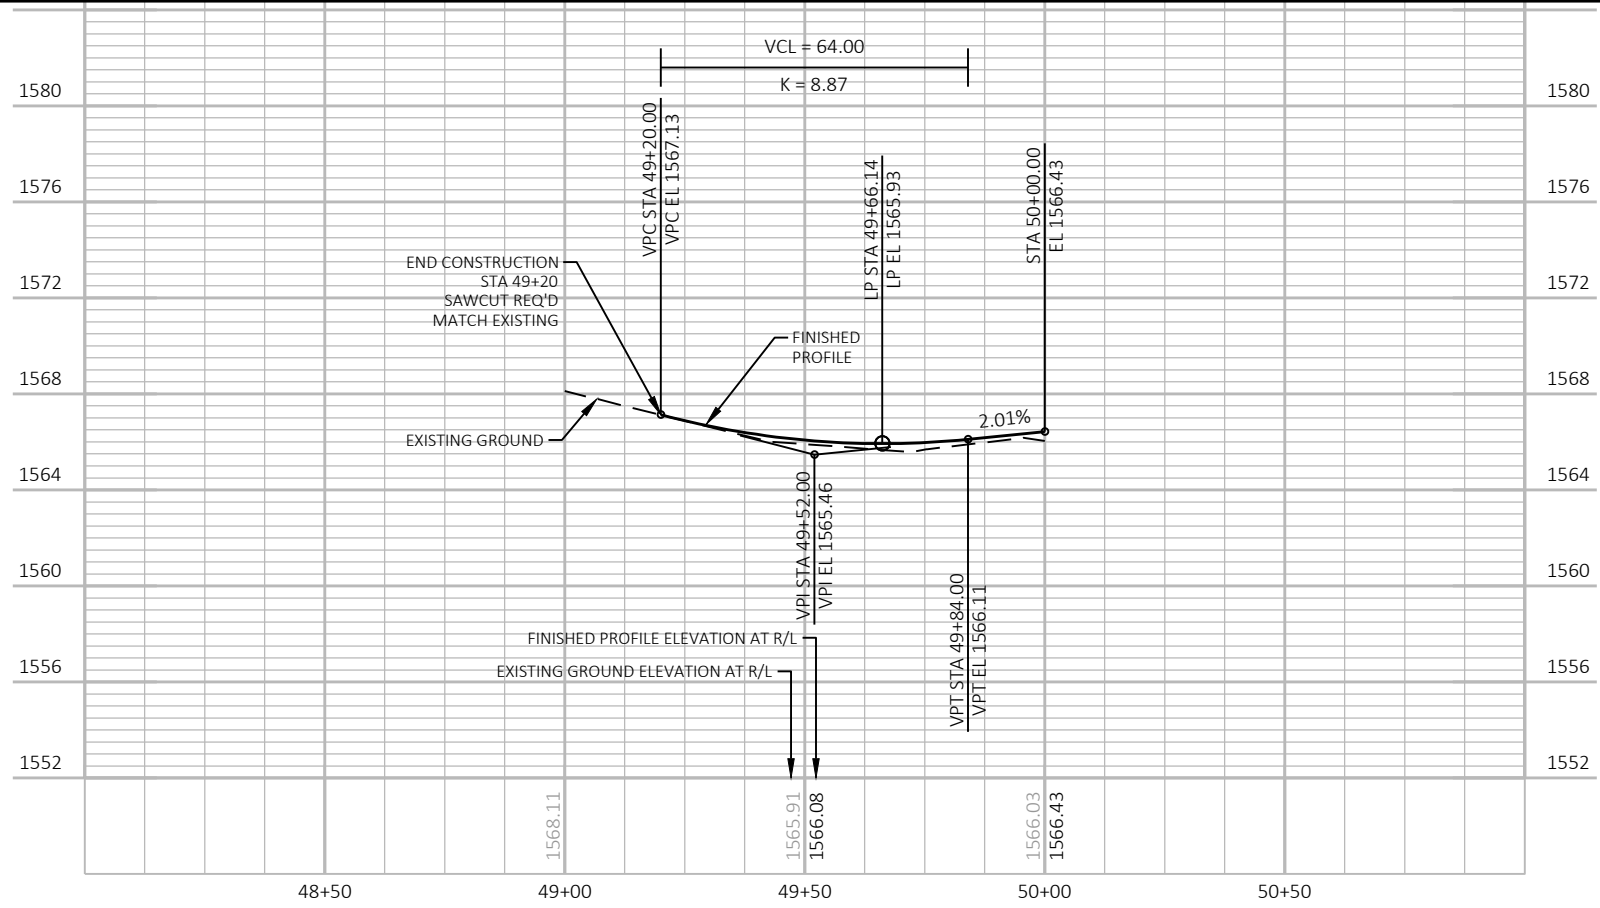 VCL = 64.00
K = 8.87
1580
1580
VPC STA 49+20.00
VPC EL 1567.13
LP STA 49+66.14
LP EL 1565.93
STA 50+00.00
EL 1566.43
1576
1576
END CONSTRUCTION
STA 49+20
SAWCUT REQ'D
MATCH EXISTING
1572
1572
FINISHED
PROFILE
1568
1568
2.01%
EXISTING GROUND
1564
1564
VPI STA 49+52.00
VPI EL 1565.46
1560
1560
VPT STA 49+84.00
VPT EL 1566.11
FINISHED PROFILE ELEVATION AT R/L
EXISTING GROUND ELEVATION AT R/L
1556
1556
1552
1552
1568.11
1565.91
1566.08
1566.03
1566.43
48+50
49+00
49+50
50+00
50+50